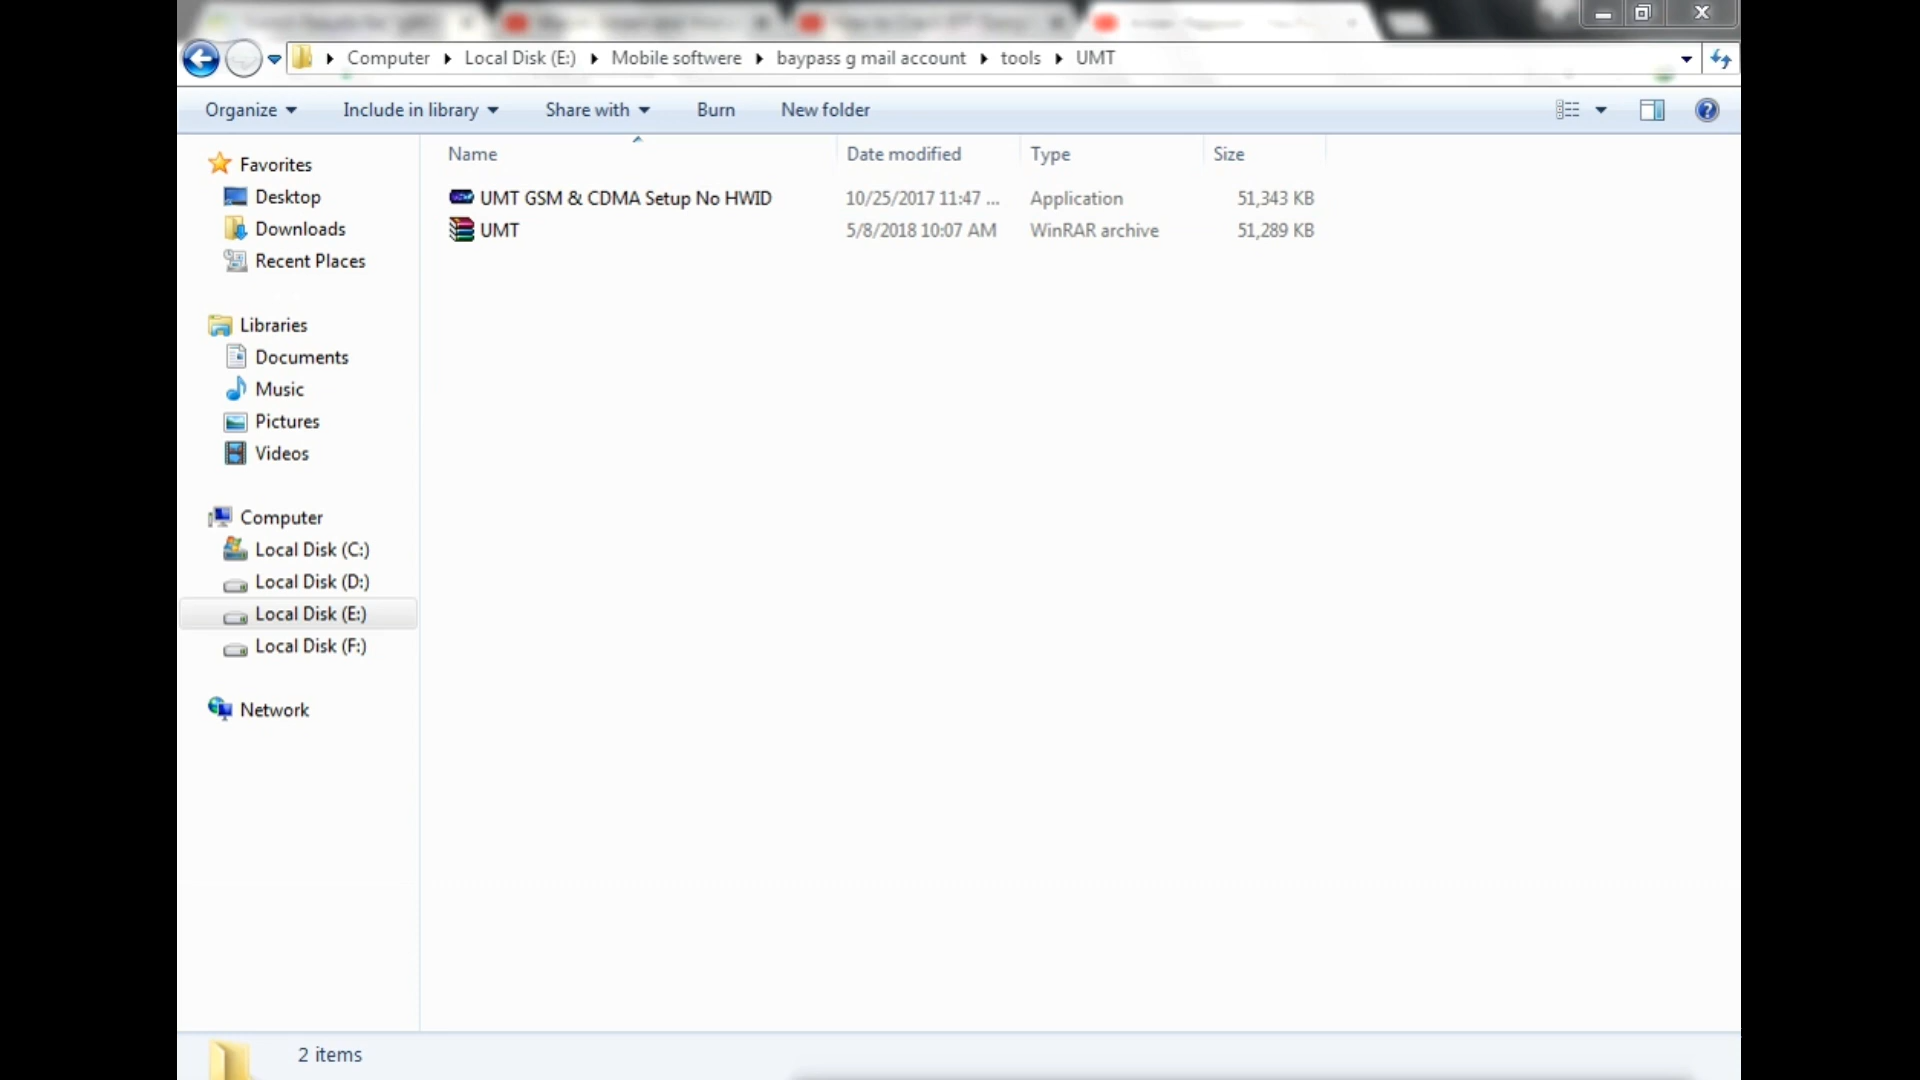 Computer Local Disk (E:) Mobile softwere baypass g mail account tools UMT
Organize Include in library Share with Burn New folder
Name Date modified Type Size
UMT GSM & CDMA Setup No HWID 10/25/2017 11:47 ... Application 51,343 KB
UMT 5/8/2018 10:07 AM WinRAR archive 51,289 KB
Favorites
Desktop
Downloads
Recent Places
Libraries
Documents
Music
Pictures
Videos
Computer
Local Disk (C:)
Local Disk (D:)
Local Disk (E:)
Local Disk (F:)
Network
2 items